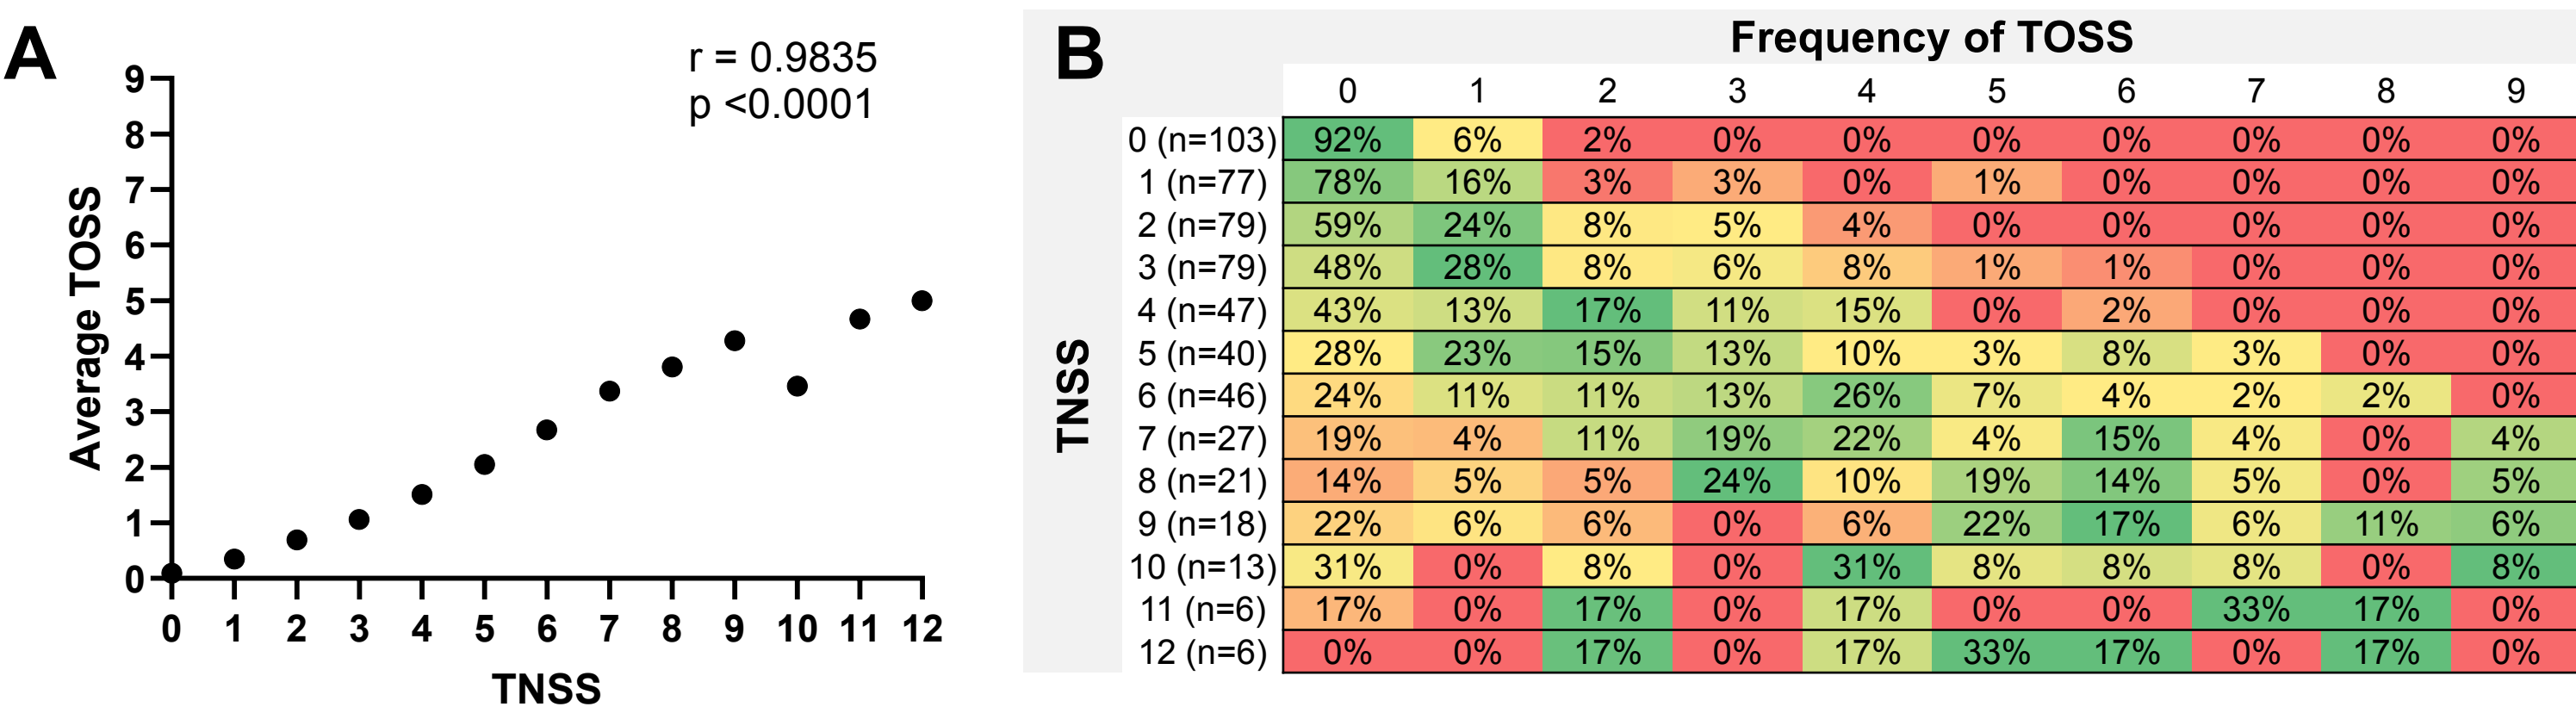 A
r = 0.9835
p <0.0001
9
8
7
6
5
4
3
2
1
0
Average TOSS
0 1 2 3 4 5 6 7 8 9 10 11 12
TNSS
B
Frequency of TOSS
0 1 2 3 4 5 6 7 8 9
TNSS
0 (n=103) 92% 6% 2% 0% 0% 0% 0% 0% 0% 0%
1 (n=77) 78% 16% 3% 3% 0% 1% 0% 0% 0% 0%
2 (n=79) 59% 24% 8% 5% 4% 0% 0% 0% 0% 0%
3 (n=79) 48% 28% 8% 6% 8% 1% 1% 0% 0% 0%
4 (n=47) 43% 13% 17% 11% 15% 0% 2% 0% 0% 0%
5 (n=40) 28% 23% 15% 13% 10% 3% 8% 3% 0% 0%
6 (n=46) 24% 11% 11% 13% 26% 7% 4% 2% 2% 0%
7 (n=27) 19% 4% 11% 19% 22% 4% 15% 4% 0% 4%
8 (n=21) 14% 5% 5% 24% 10% 19% 14% 5% 0% 5%
9 (n=18) 22% 6% 6% 0% 6% 22% 17% 6% 11% 6%
10 (n=13) 31% 0% 8% 0% 31% 8% 8% 8% 0% 8%
11 (n=6) 17% 0% 17% 0% 17% 0% 0% 33% 17% 0%
12 (n=6) 0% 0% 17% 0% 17% 33% 17% 0% 17% 0%